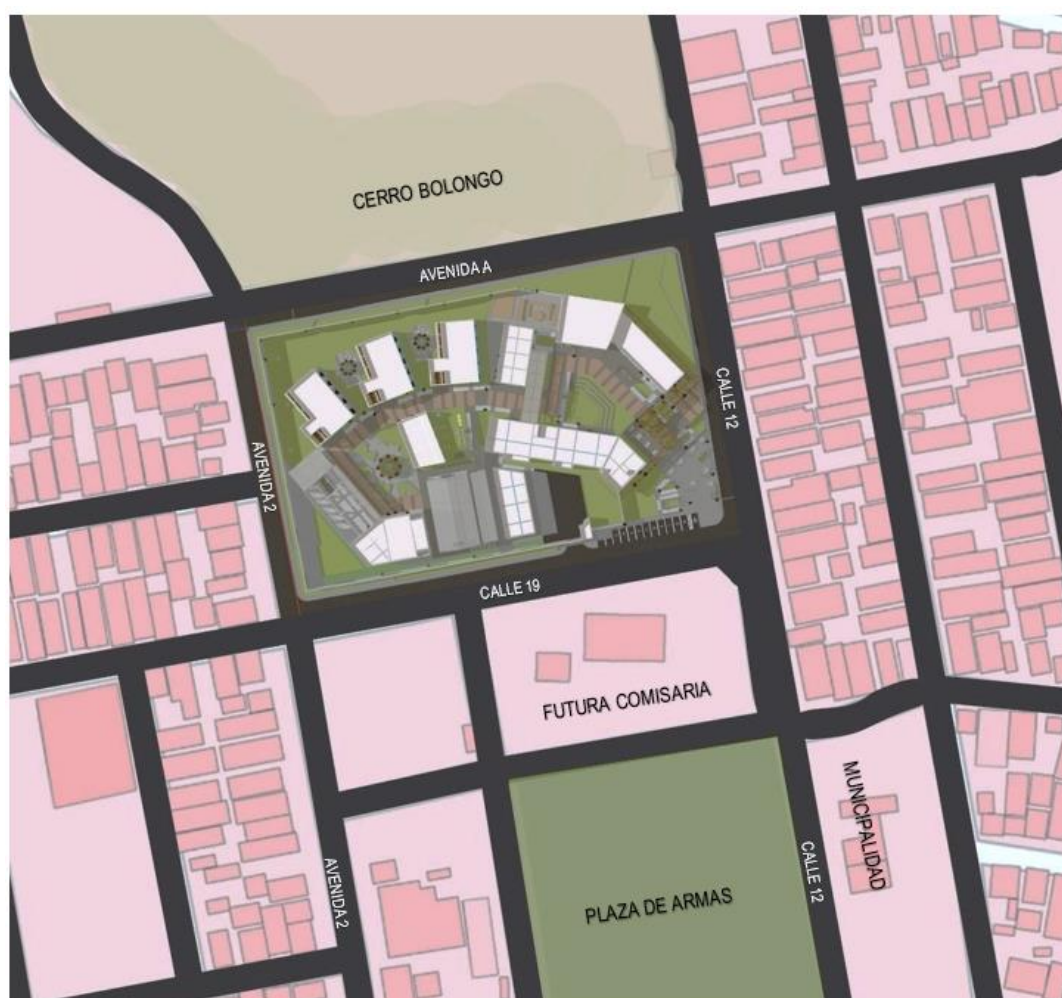 CERRO BOLONGO
AVENIDA A
CALLE 12
AVENIDA 2
CALLE 19
FUTURA COMISARIA
MUNICIPALIDAD
AVENIDA 2
CALLE 12
PLAZA DE ARMAS